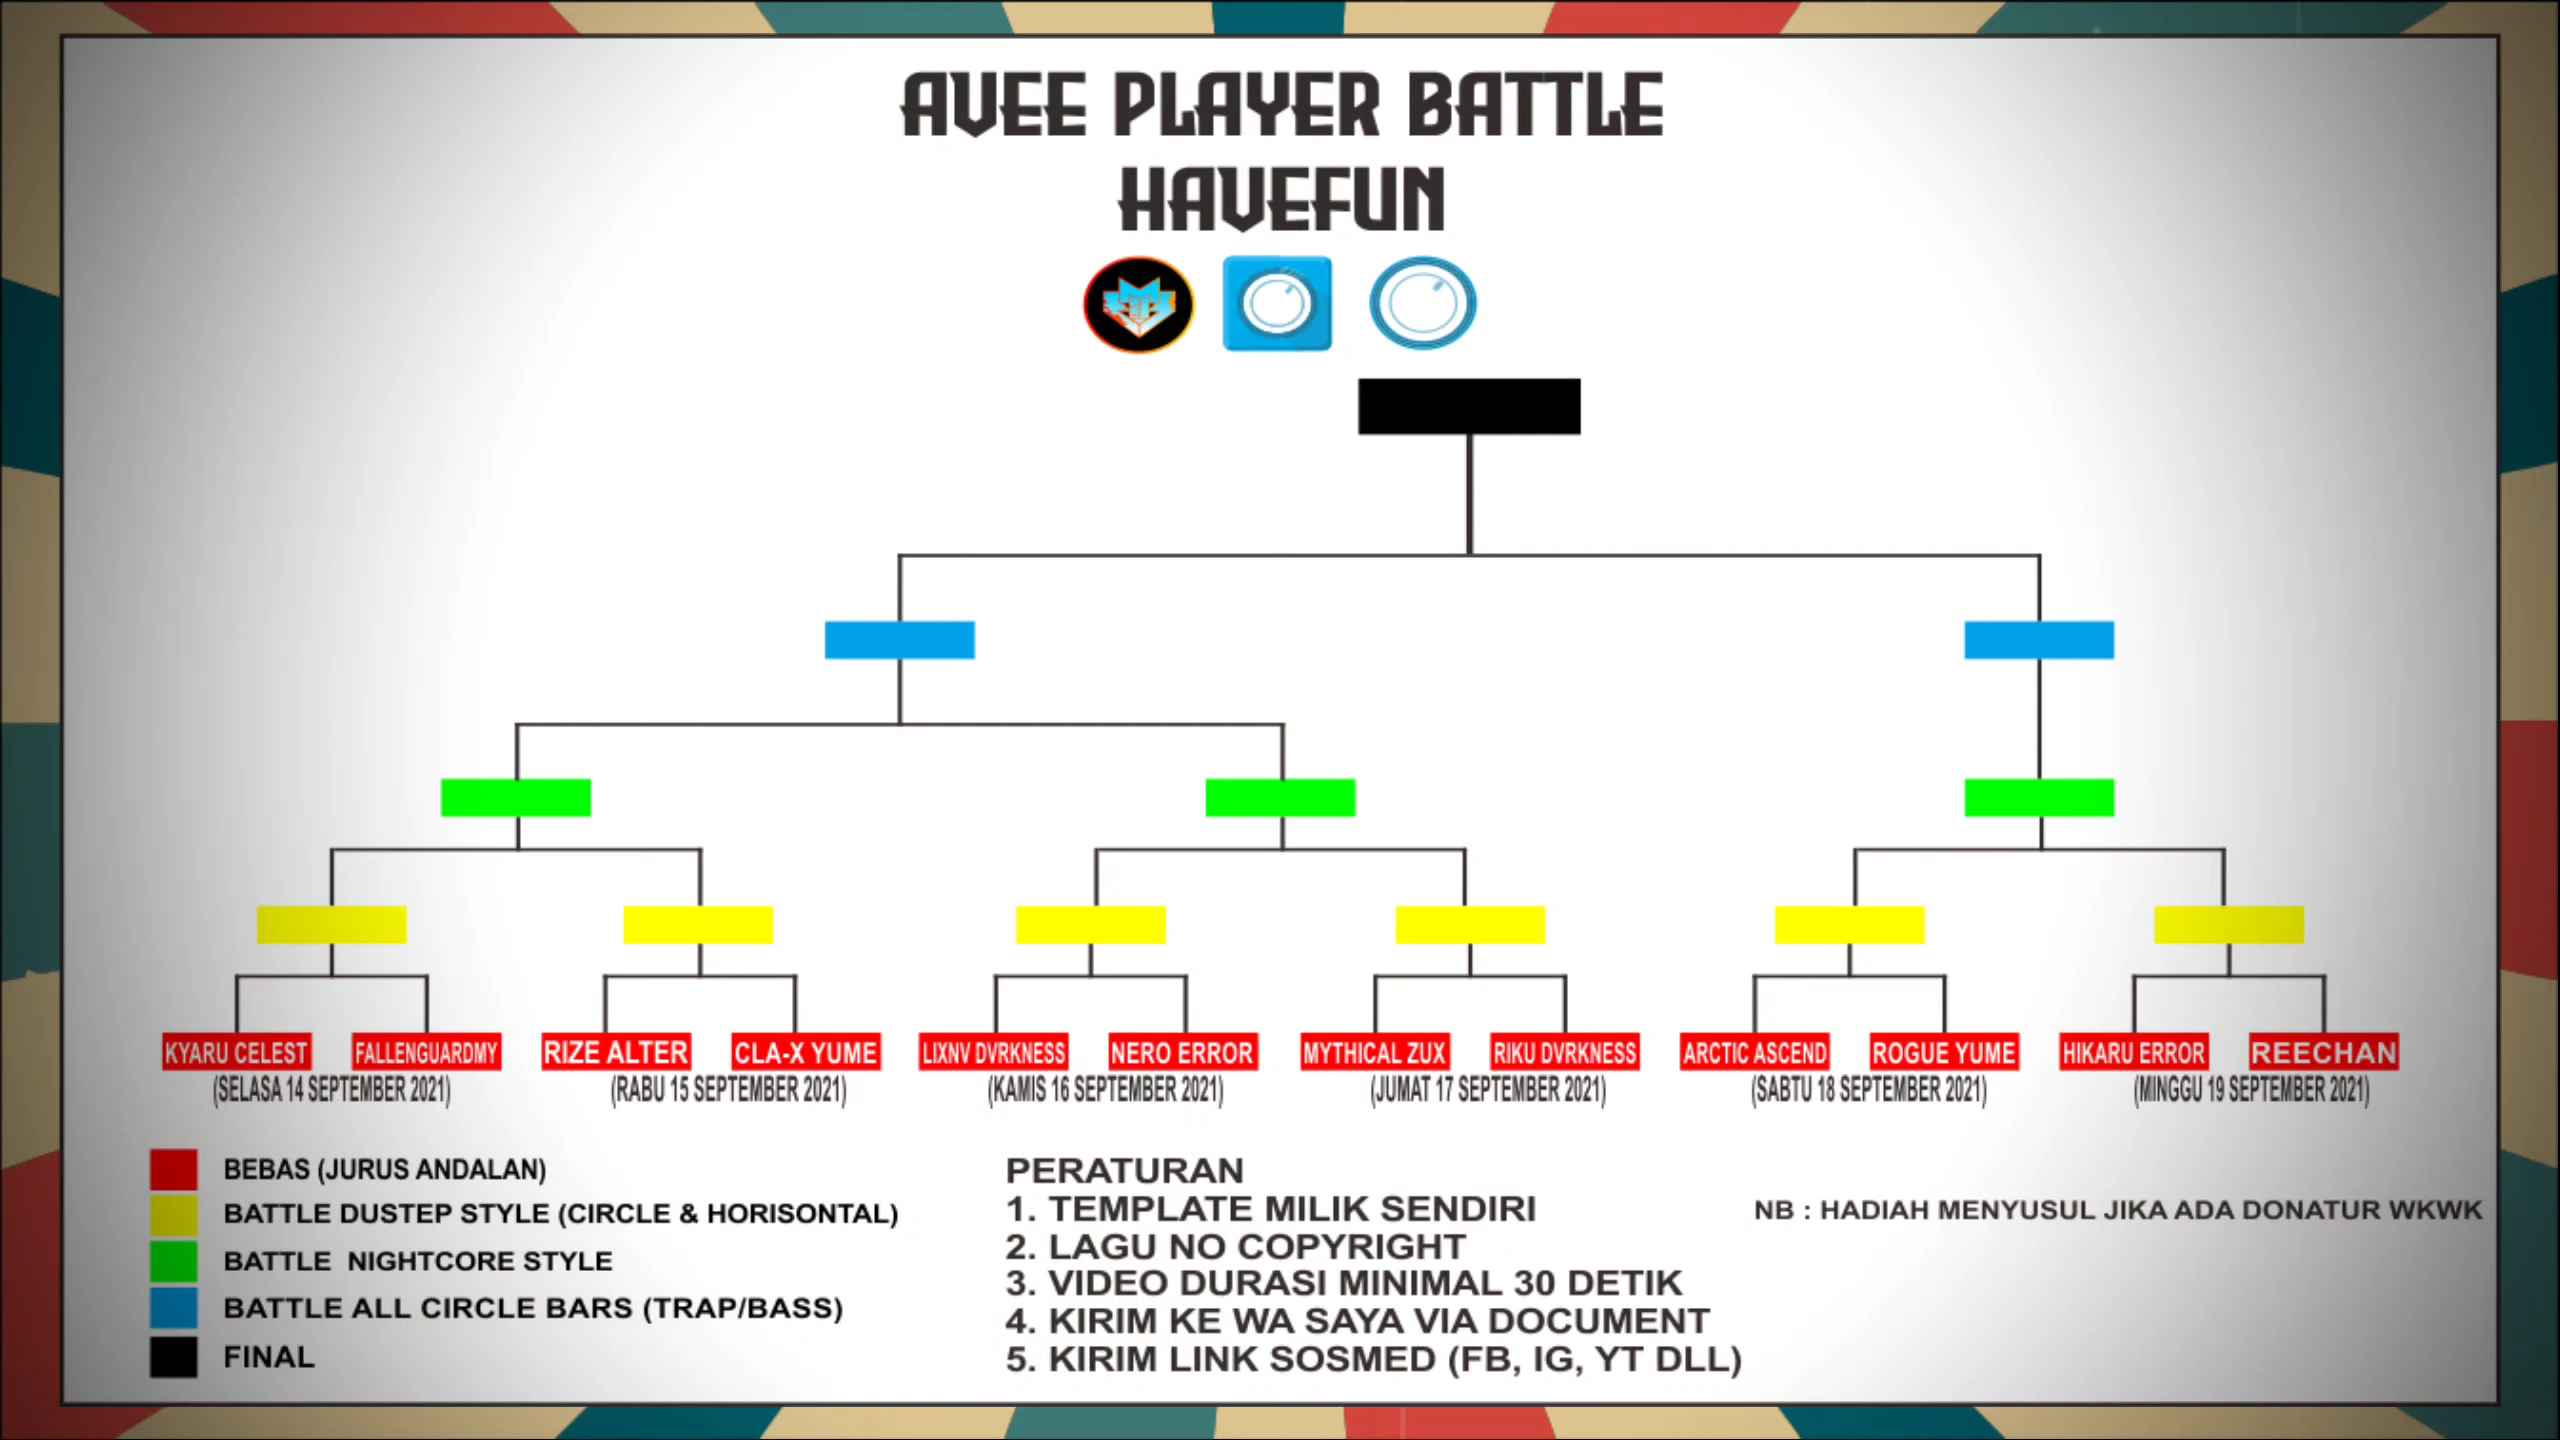 AVEE PLAYER BATTLE
HAVEFUN
KYARU CELEST
FALLENGUARDMY
RIZE ALTER
CLA-X YUME
LIXNV DVRKNESS
NERO ERROR
MYTHICAL ZUX
RIKU DVRKNESS
ARCTIC ASCEND
ROGUE YUME
HIKARU ERROR
REECHAN
(SELASA 14 SEPTEMBER 2021)
(RABU 15 SEPTEMBER 2021)
(KAMIS 16 SEPTEMBER 2021)
(JUMAT 17 SEPTEMBER 2021)
(SABTU 18 SEPTEMBER 2021)
(MINGGU 19 SEPTEMBER 2021)
BEBAS (JURUS ANDALAN)
BATTLE DUSTEP STYLE (CIRCLE & HORISONTAL)
BATTLE NIGHTCORE STYLE
BATTLE ALL CIRCLE BARS (TRAP/BASS)
FINAL
PERATURAN
1. TEMPLATE MILIK SENDIRI
2. LAGU NO COPYRIGHT
3. VIDEO DURASI MINIMAL 30 DETIK
4. KIRIM KE WA SAYA VIA DOCUMENT
5. KIRIM LINK SOSMED (FB, IG, YT DLL)
NB : HADIAH MENYUSUL JIKA ADA DONATUR WKWK